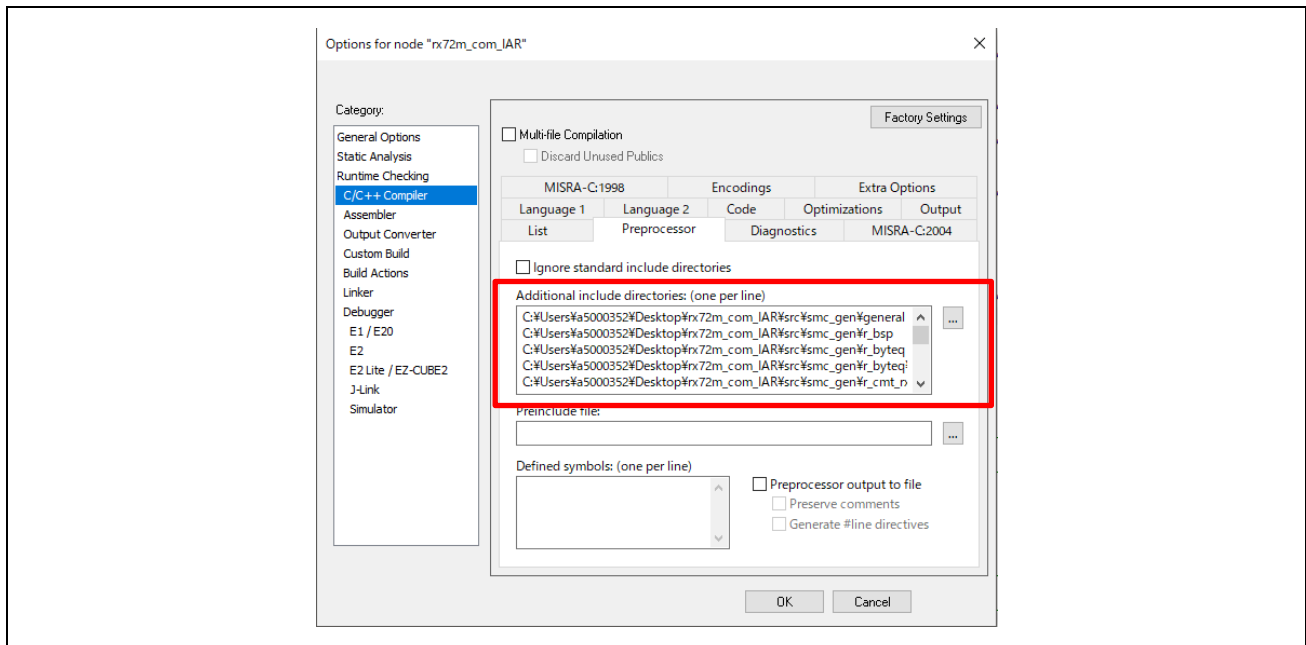 Options for node "rx72m_com_IAR"
Category:
General Options
Static Analysis
Runtime Checking
C/C++ Compiler
Assembler
Output Converter
Custom Build
Build Actions
Linker
Debugger
E1 / E20
E2
E2 Lite / EZ-CUBE2
J-Link
Simulator
Factory Settings
Multi-file Compilation
Discard Unused Publics
MISRA-C:1998 Encodings Extra Options
Language 1 Language 2 Code Optimizations Output
List Preprocessor Diagnostics MISRA-C:2004
Ignore standard include directories
Additional include directories: (one per line)
C:¥Users¥a5000352¥Desktop¥rx72m_com_IAR¥src¥smc_gen¥general
C:¥Users¥a5000352¥Desktop¥rx72m_com_IAR¥src¥smc_gen¥r_bsp
C:¥Users¥a5000352¥Desktop¥rx72m_com_IAR¥src¥smc_gen¥r_byteq
C:¥Users¥a5000352¥Desktop¥rx72m_com_IAR¥src¥smc_gen¥r_byteq¥
C:¥Users¥a5000352¥Desktop¥rx72m_com_IAR¥src¥smc_gen¥r_cmt_r
...
Preinclude file:
...
Defined symbols: (one per line)
Preprocessor output to file
Preserve comments
Generate #line directives
OK Cancel